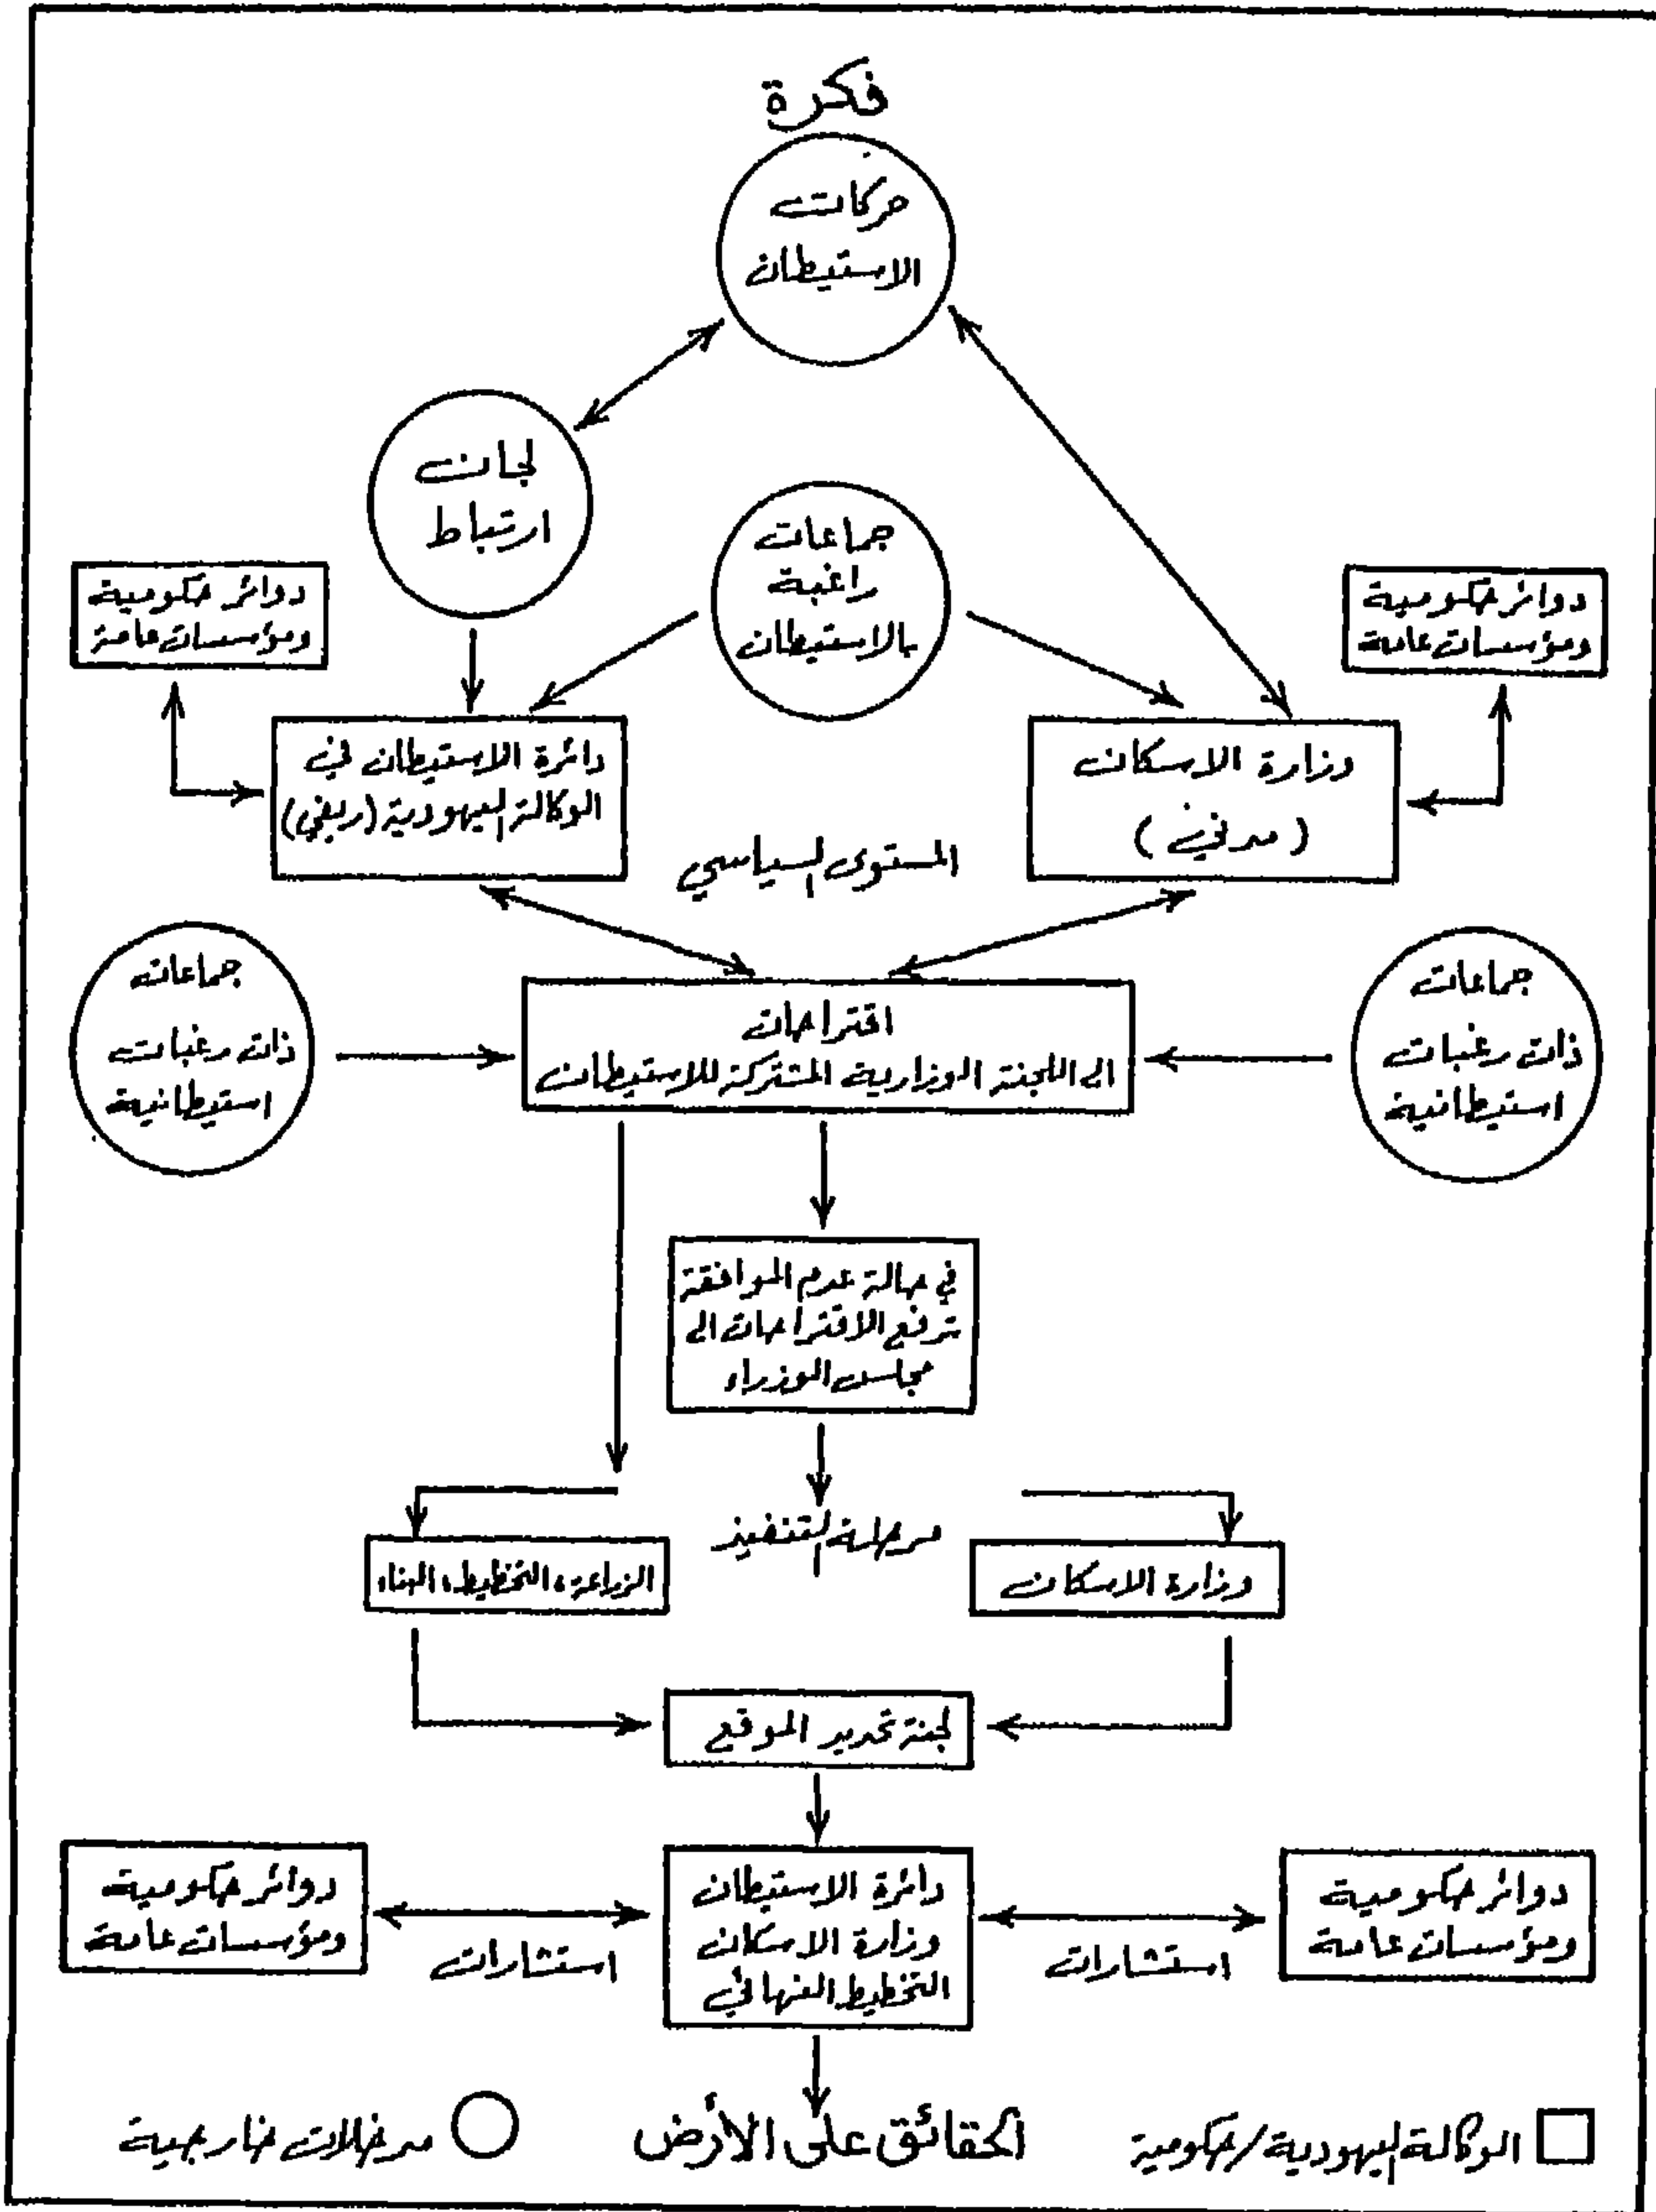 فكرة
حركات
الاستيطان
لجان
ارتباط
جماعات
راغبة
بالاستيطان
دوائر حكومية
ومؤسسات عامة
دوائر حكومية
ومؤسسات عامة
وزارة الاسكان
(مدني)
دائرة الاستيطان في
الوكالة اليهودية (ريفي)
المستوى السياسي
جماعات
ذات رغبات
استيطانية
اقتراحات
الى اللجنة الوزارية المشتركة للاستيطان
جماعات
ذات رغبات
استيطانية
في حالة عدم الموافقة
ترفع الاقتراحات الى
مجلس الوزراء
مرحلة التنفيذ
وزارة الاسكان
الزراعة، التخطيط، البناء
لجنة تحديد الموقع
دوائر حكومية
ومؤسسات عامة
استشارات
دائرة الاستيطان
وزارة الاسكان
التخطيط النهائي
استشارات
دوائر حكومية
ومؤسسات عامة
الوكالة اليهودية/حكومية
الحقائق على الأرض
مدخلات خارجية